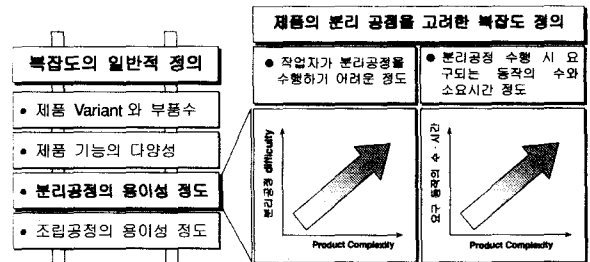 복잡도의 일반적 정의
• 제품 Variant 와 부품수
• 제품 기능의 다양성
• 분리공정의 용이성 정도
• 조립공정의 용이성 정도
제품의 분리 공정을 고려한 복잡도 정의
● 작업자가 분리공정을
수행하기 어려운 정도
● 분리공정 수행 시 요
구되는 동작의 수와
소요시간 정도
분리공정 difficulty
Product Complexity
요구 동작의 수 · 시간
Product Complexity